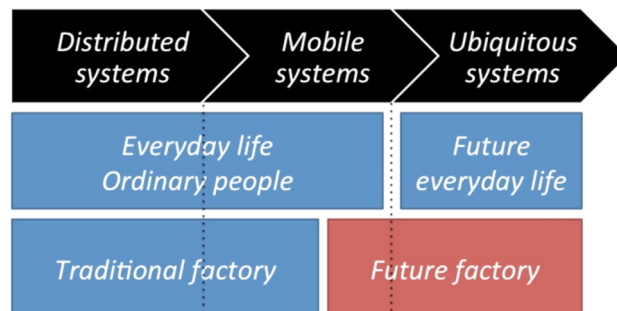 Distributed
systems
Mobile
systems
Ubiquitous
systems
Everyday life
Ordinary people
Future
everyday life
Traditional factory
Future factory